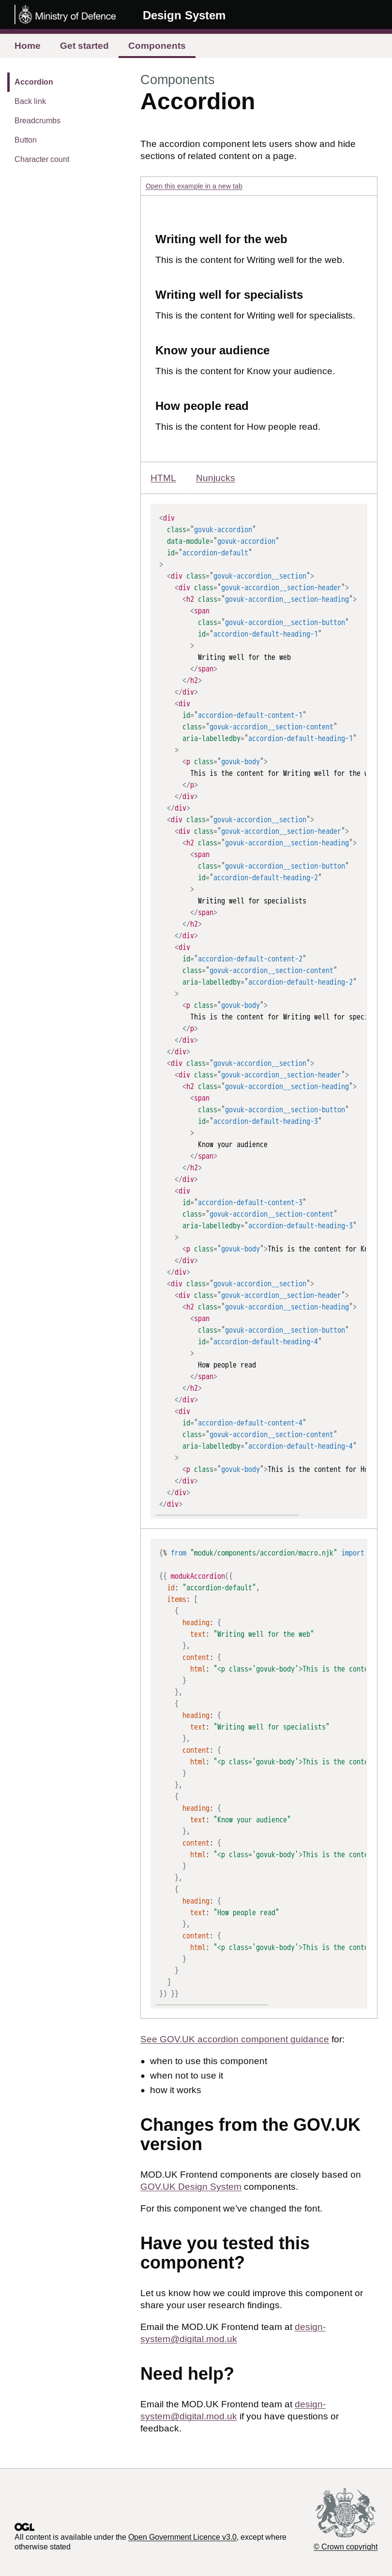 Ministry of Defence
Design System
Home
Get started
Components
Accordion
Back link
Breadcrumbs
Button
Character count
Components
Accordion
The accordion component lets users show and hide
sections of related content on a page.
Open this example in a new tab
Writing well for the web
This is the content for Writing well for the web.
Writing well for specialists
This is the content for Writing well for specialists.
Know your audience
This is the content for Know your audience.
How people read
This is the content for How people read.
HTML
Nunjucks
<div
  class="govuk-accordion"
  data-module="govuk-accordion"
  id="accordion-default"
>
  <div class="govuk-accordion__section">
    <div class="govuk-accordion__section-header">
      <h2 class="govuk-accordion__section-heading">
        <span
          class="govuk-accordion__section-button"
          id="accordion-default-heading-1"
        >
          Writing well for the web
        </span>
      </h2>
    </div>
    <div
      id="accordion-default-content-1"
      class="govuk-accordion__section-content"
      aria-labelledby="accordion-default-heading-1"
    >
      <p class="govuk-body">
        This is the content for Writing well for the w
      </p>
    </div>
  </div>
  <div class="govuk-accordion__section">
    <div class="govuk-accordion__section-header">
      <h2 class="govuk-accordion__section-heading">
        <span
          class="govuk-accordion__section-button"
          id="accordion-default-heading-2"
        >
          Writing well for specialists
        </span>
      </h2>
    </div>
    <div
      id="accordion-default-content-2"
      class="govuk-accordion__section-content"
      aria-labelledby="accordion-default-heading-2"
    >
      <p class="govuk-body">
        This is the content for Writing well for speci
      </p>
    </div>
  </div>
  <div class="govuk-accordion__section">
    <div class="govuk-accordion__section-header">
      <h2 class="govuk-accordion__section-heading">
        <span
          class="govuk-accordion__section-button"
          id="accordion-default-heading-3"
        >
          Know your audience
        </span>
      </h2>
    </div>
    <div
      id="accordion-default-content-3"
      class="govuk-accordion__section-content"
      aria-labelledby="accordion-default-heading-3"
    >
      <p class="govuk-body">This is the content for Kn
    </div>
  </div>
  <div class="govuk-accordion__section">
    <div class="govuk-accordion__section-header">
      <h2 class="govuk-accordion__section-heading">
        <span
          class="govuk-accordion__section-button"
          id="accordion-default-heading-4"
        >
          How people read
        </span>
      </h2>
    </div>
    <div
      id="accordion-default-content-4"
      class="govuk-accordion__section-content"
      aria-labelledby="accordion-default-heading-4"
    >
      <p class="govuk-body">This is the content for Ho
    </div>
  </div>
</div>
{% from "moduk/components/accordion/macro.njk" import
{{ modukAccordion({
  id: "accordion-default",
  items: [
    {
      heading: {
        text: "Writing well for the web"
      },
      content: {
        html: "<p class='govuk-body'>This is the conte
      }
    },
    {
      heading: {
        text: "Writing well for specialists"
      },
      content: {
        html: "<p class='govuk-body'>This is the conte
      }
    },
    {
      heading: {
        text: "Know your audience"
      },
      content: {
        html: "<p class='govuk-body'>This is the conte
      }
    },
    {
      heading: {
        text: "How people read"
      },
      content: {
        html: "<p class='govuk-body'>This is the conte
      }
    }
  ]
}) }}
See GOV.UK accordion component guidance for:
• when to use this component
• when not to use it
• how it works
Changes from the GOV.UK
version
MOD.UK Frontend components are closely based on
GOV.UK Design System components.
For this component we've changed the font.
Have you tested this
component?
Let us know how we could improve this component or
share your user research findings.
Email the MOD.UK Frontend team at design-
system@digital.mod.uk
Need help?
Email the MOD.UK Frontend team at design-
system@digital.mod.uk if you have questions or
feedback.
OGL
All content is available under the Open Government Licence v3.0, except where
otherwise stated
© Crown copyright